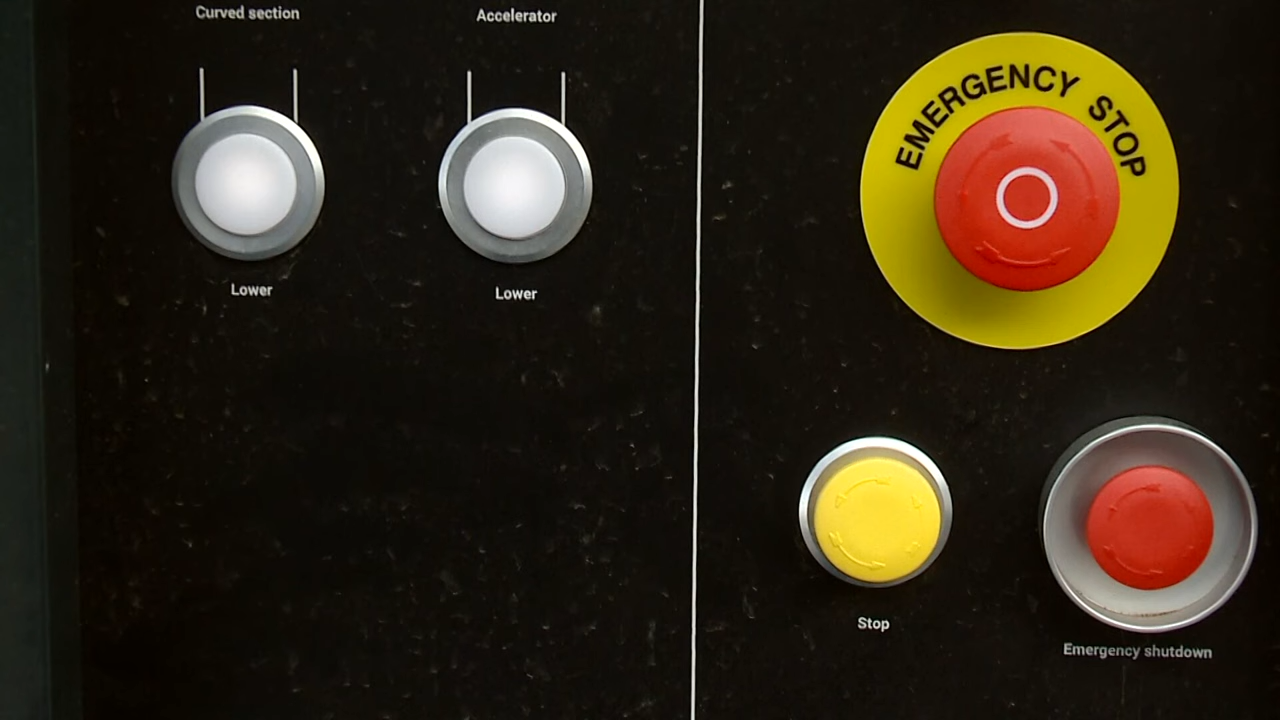 Curved section
Accelerator
EMERGENCY STOP
Lower
Lower
Stop
Emergency shutdown